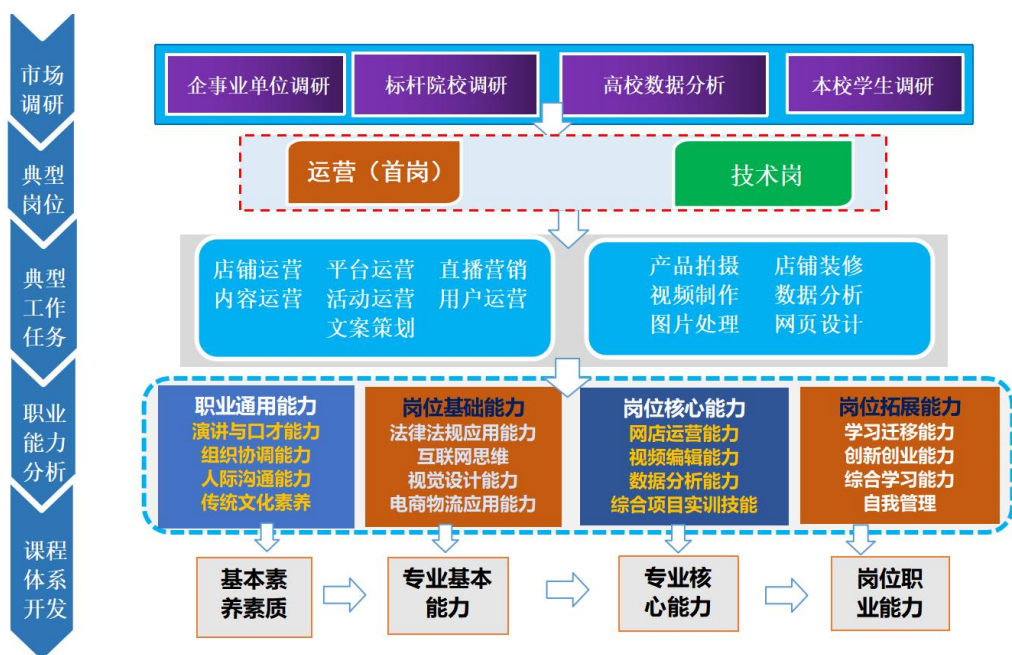 市场
调研
企事业单位调研
标杆院校调研
高校数据分析
本校学生调研
典型
岗位
运营（首岗）
技术岗
典型
工作
任务
店铺运营 平台运营 直播营销
内容运营 活动运营 用户运营
文案策划
产品拍摄 店铺装修
视频制作 数据分析
图片处理 网页设计
职业
能力
分析
职业通用能力
演讲与口才能力
组织协调能力
人际沟通能力
传统文化素养
岗位基础能力
法律法规应用能力
互联网思维
视觉设计能力
电商物流应用能力
岗位核心能力
网店运营能力
视频编辑能力
数据分析能力
综合项目实训技能
岗位拓展能力
学习迁移能力
创新创业能力
综合学习能力
自我管理
课程
体系
开发
基本素
养素质
专业基本
能力
专业核
心能力
岗位职
业能力